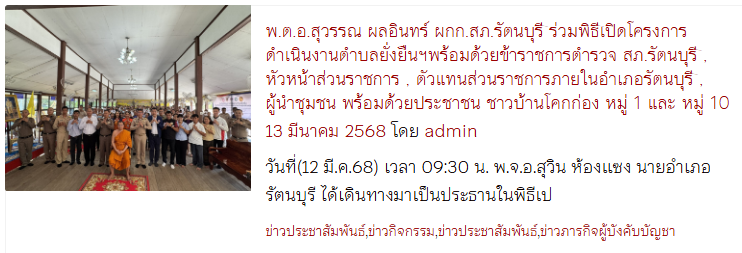 พ.ต.อ.สุวรรณ ผลอินทร์ ผกก.สภ.รัตนบุรี ร่วมพิธีเปิดโครงการ
ดำเนินงานตำบลยั่งยืนฯพร้อมด้วยข้าราชการตำรวจ สภ.รัตนบุรี ,
หัวหน้าส่วนราชการ , ตัวแทนส่วนราชการภายในอำเภอรัตนบุรี ,
ผู้นำชุมชน พร้อมด้วยประชาชน ชาวบ้านโคกก่อง หมู่ 1 และ หมู่ 10
13 มีนาคม 2568 โดย admin
วันที่(12 มี.ค.68) เวลา 09:30 น. พ.จ.อ.สุวิน ห้องแซง นายอำเภอ
รัตนบุรี ได้เดินทางมาเป็นประธานในพิธีเป
ข่าวประชาสัมพันธ์,ข่าวกิจกรรม,ข่าวประชาสัมพันธ์,ข่าวภารกิจผู้บังคับบัญชา